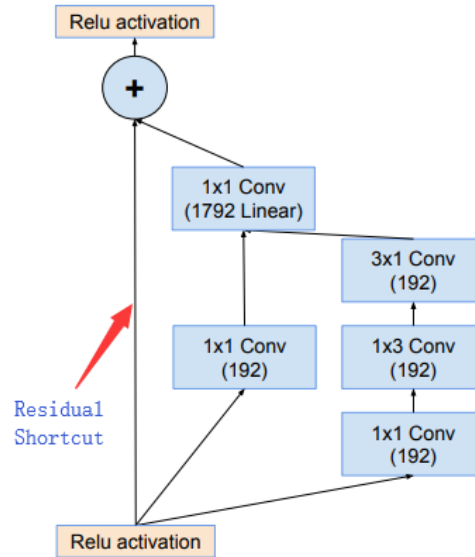 Relu activation
+
1x1 Conv
(1792 Linear)
3x1 Conv
(192)
1x1 Conv
(192)
1x3 Conv
(192)
Residual
Shortcut
1x1 Conv
(192)
Relu activation